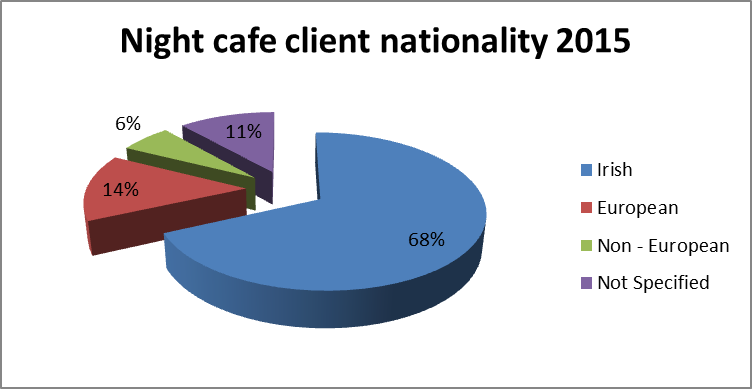 Night cafe client nationality 2015
6%
11%
14%
68%
Irish
European
Non - European
Not Specified